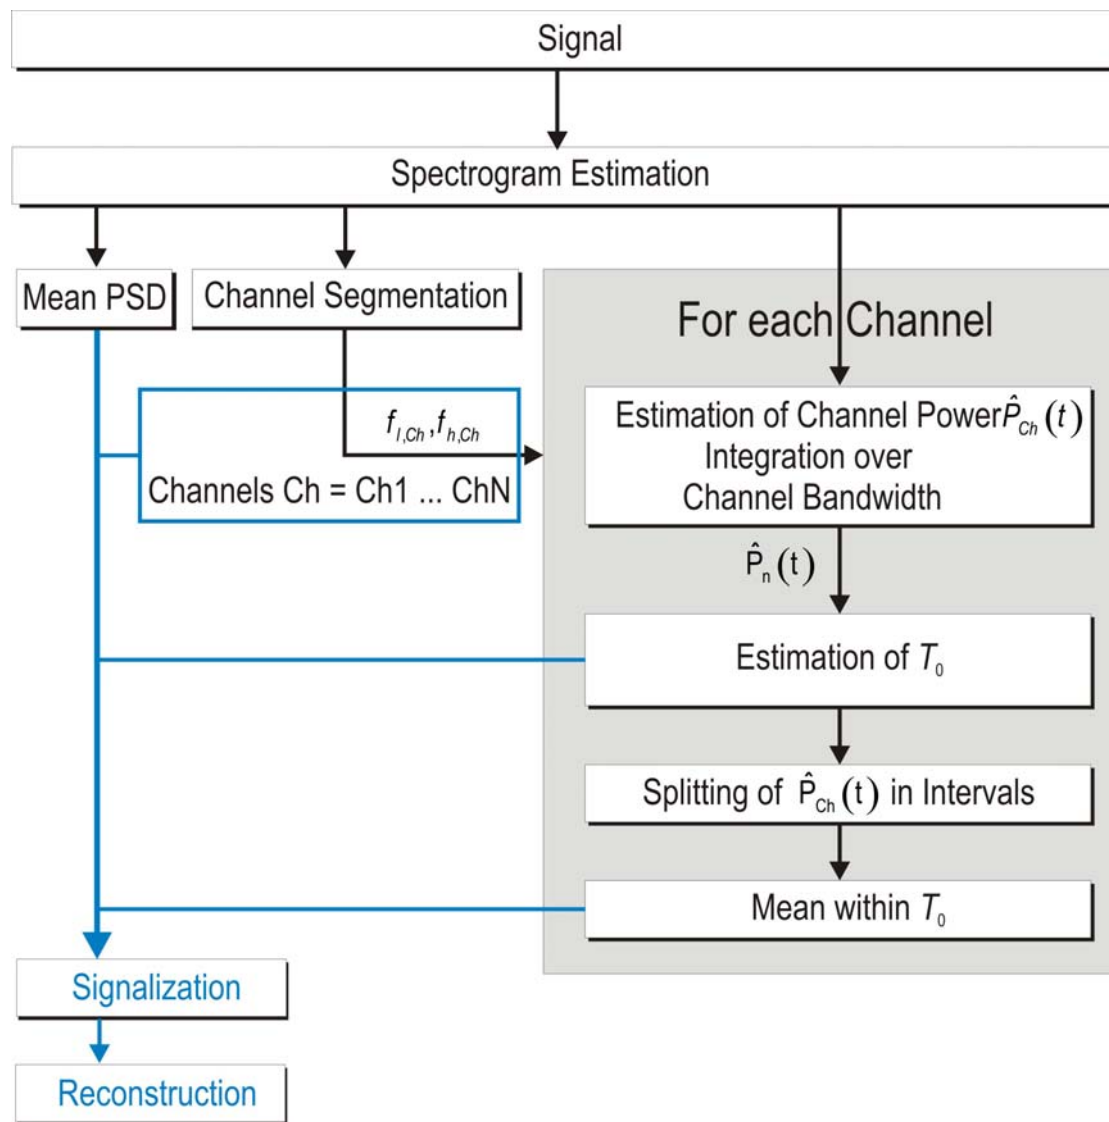 Signal
Spectrogram Estimation
Mean PSD
Channel Segmentation
For each Channel
f_{l,Ch}, f_{h,Ch}
Channels Ch = Ch1 ... ChN
Estimation of Channel Power P̂_{Ch}(t)
Integration over
Channel Bandwidth
P̂_n(t)
Estimation of T_0
Splitting of P̂_{Ch}(t) in Intervals
Mean within T_0
Signalization
Reconstruction